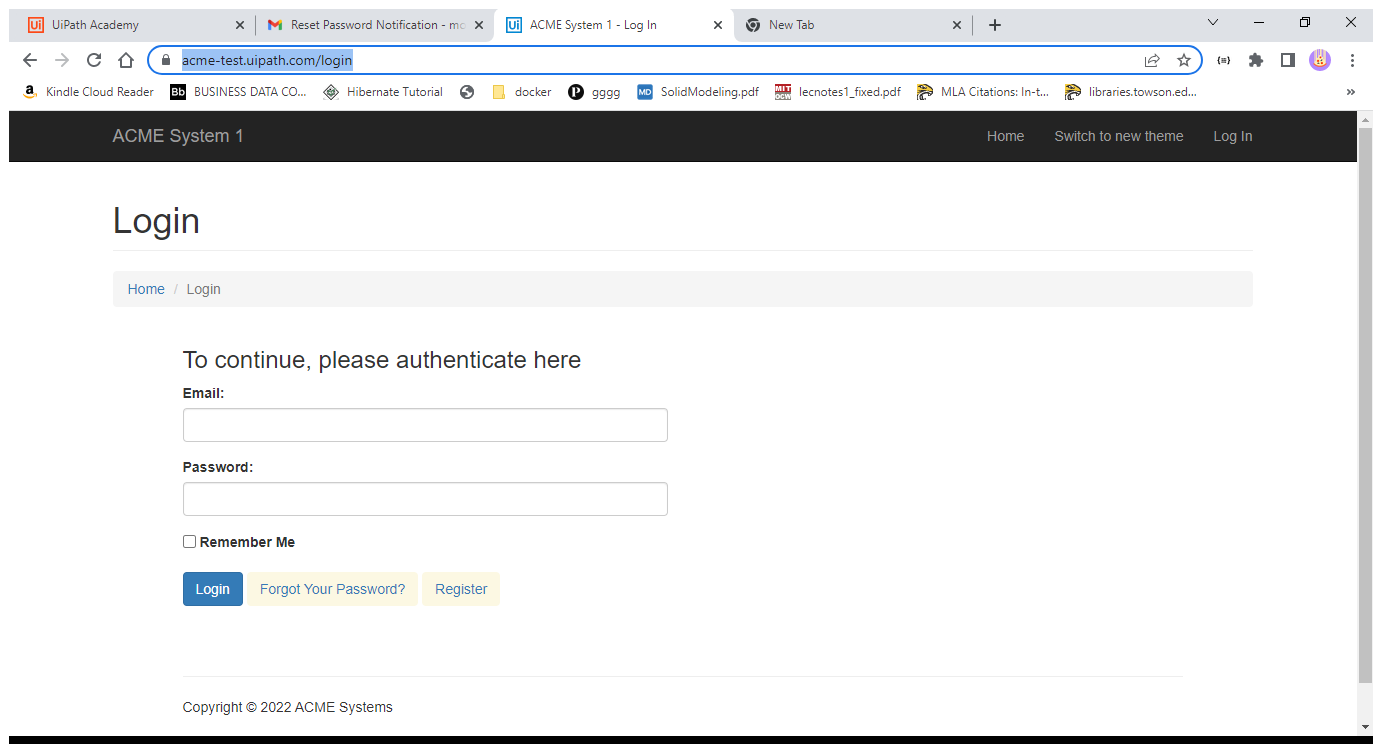 UiPath Academy
Reset Password Notification - mo
ACME System 1 - Log In
New Tab
acme-test.uipath.com/login
Kindle Cloud Reader
Bb BUSINESS DATA CO...
Hibernate Tutorial
docker
gggg
MD SolidModeling.pdf
lecnotes1_fixed.pdf
MLA Citations: In-t...
libraries.towson.ed...
»
ACME System 1
Home Switch to new theme Log In
Login
Home / Login
To continue, please authenticate here
Email:
Password:
Remember Me
Login Forgot Your Password? Register
Copyright © 2022 ACME Systems